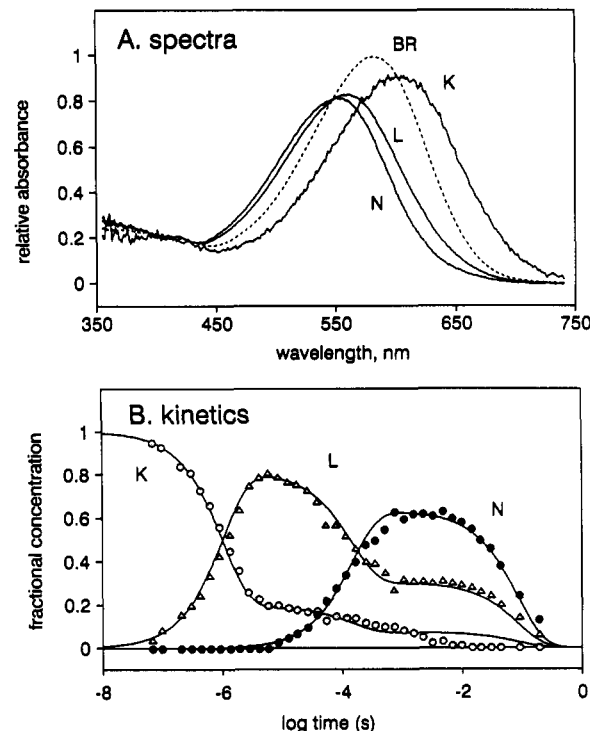 A. spectra
BR
K
L
N
relative absorbance
1
0.8
0.6
0.4
0.2
0
350
450
550
650
750
wavelength, nm
B. kinetics
K
L
N
fractional concentration
1
0.8
0.6
0.4
0.2
0
-8
-6
-4
-2
0
log time (s)